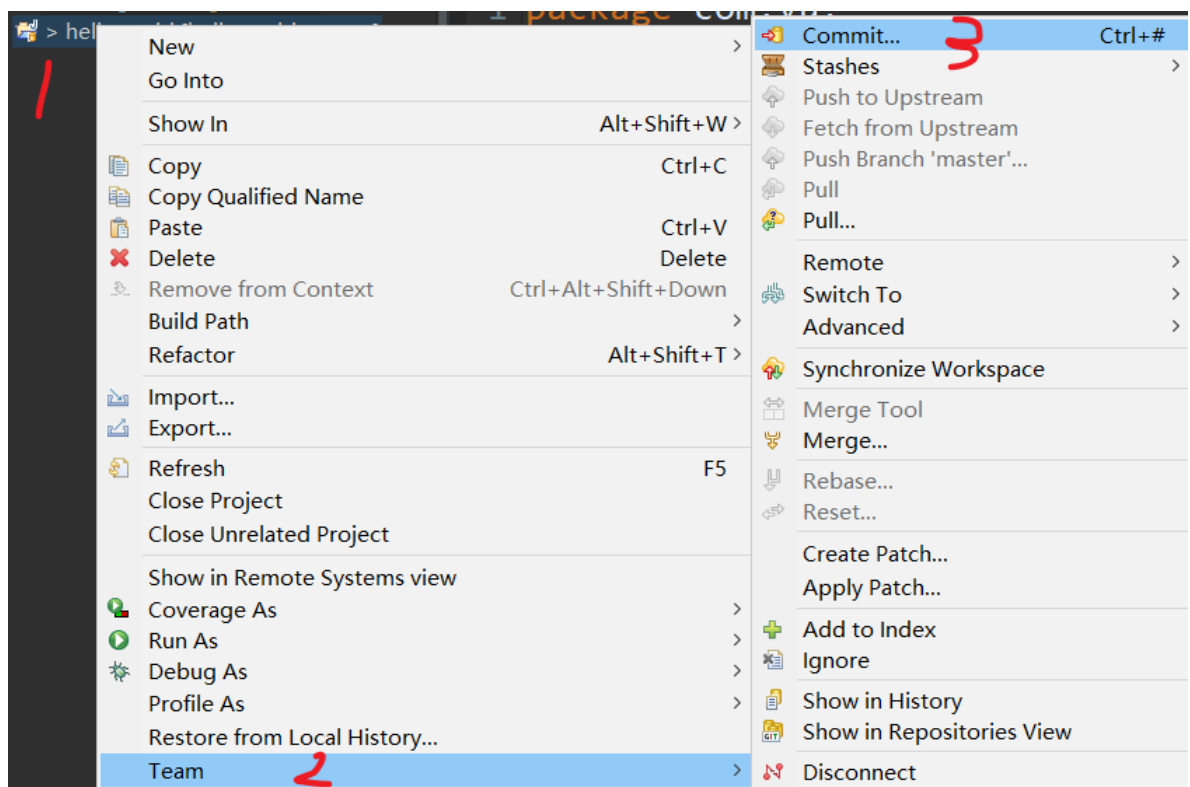 1 package com.yb;
> hel
1
New
Go Into
Show In Alt+Shift+W >
Copy Ctrl+C
Copy Qualified Name
Paste Ctrl+V
Delete Delete
Remove from Context Ctrl+Alt+Shift+Down
Build Path >
Refactor Alt+Shift+T >
Import...
Export...
Refresh F5
Close Project
Close Unrelated Project
Show in Remote Systems view
Coverage As >
Run As >
Debug As >
Profile As >
Restore from Local History...
Team 2 >
Commit... 3 Ctrl+#
Stashes >
Push to Upstream
Fetch from Upstream
Push Branch 'master'...
Pull
Pull...
Remote >
Switch To >
Advanced >
Synchronize Workspace
Merge Tool
Merge...
Rebase...
Reset...
Create Patch...
Apply Patch...
Add to Index
Ignore
Show in History
GIT Show in Repositories View
Disconnect